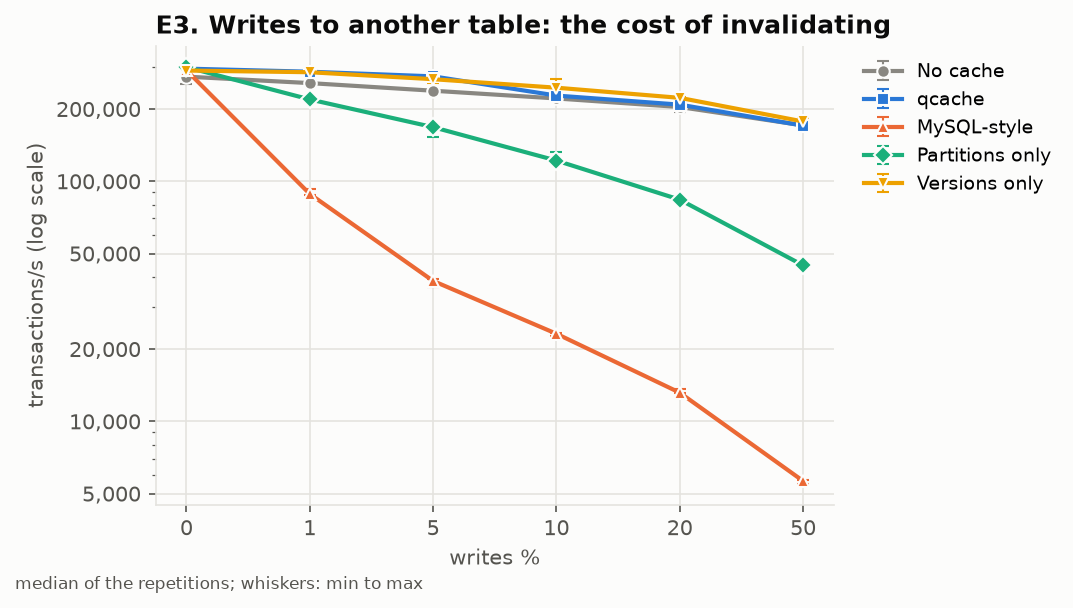 E3. Writes to another table: the cost of invalidating
No cache
qcache
MySQL-style
Partitions only
Versions only
transactions/s (log scale)
200,000
100,000
50,000
20,000
10,000
5,000
0 1 5 10 20 50
writes %
median of the repetitions; whiskers: min to max